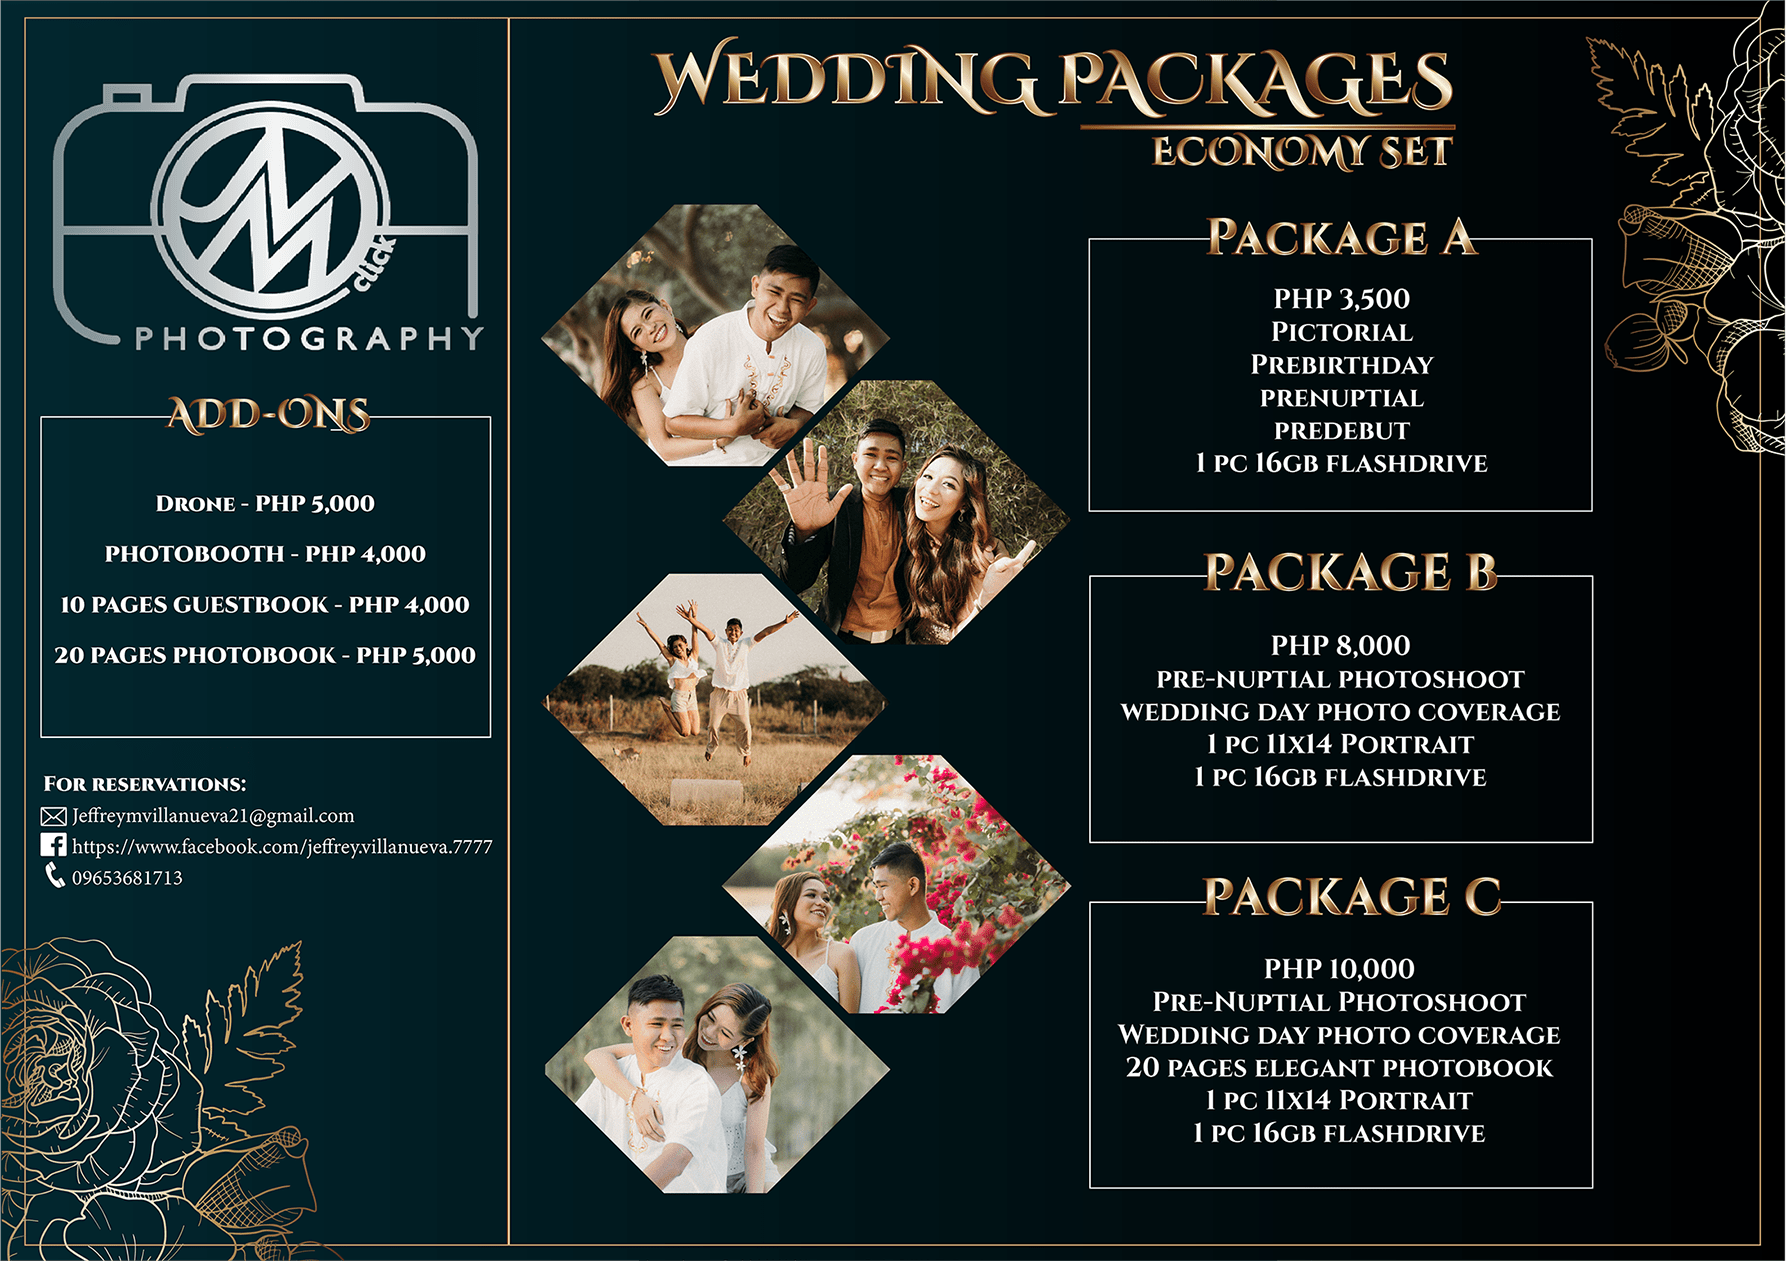 JM
click
PHOTOGRAPHY
ADD-ONS
Drone - PHP 5,000
PHOTOBOOTH - PHP 4,000
10 PAGES GUESTBOOK - PHP 4,000
20 PAGES PHOTOBOOK - PHP 5,000
For reservations:
Jeffreymvillanueva21@gmail.com
https://www.facebook.com/jeffrey.villanueva.7777
09653681713
WEDDING PACKAGES
ECONOMY SET
Package A
PHP 3,500
Pictorial
Prebirthday
prenuptial
predebut
1 pc 16gb flashdrive
PACKAGE B
PHP 8,000
pre-nuptial photoshoot
wedding day photo coverage
1 pc 11x14 Portrait
1 pc 16gb flashdrive
PACKAGE C
PHP 10,000
Pre-Nuptial Photoshoot
Wedding day photo coverage
20 pages elegant photobook
1 pc 11x14 Portrait
1 pc 16gb flashdrive